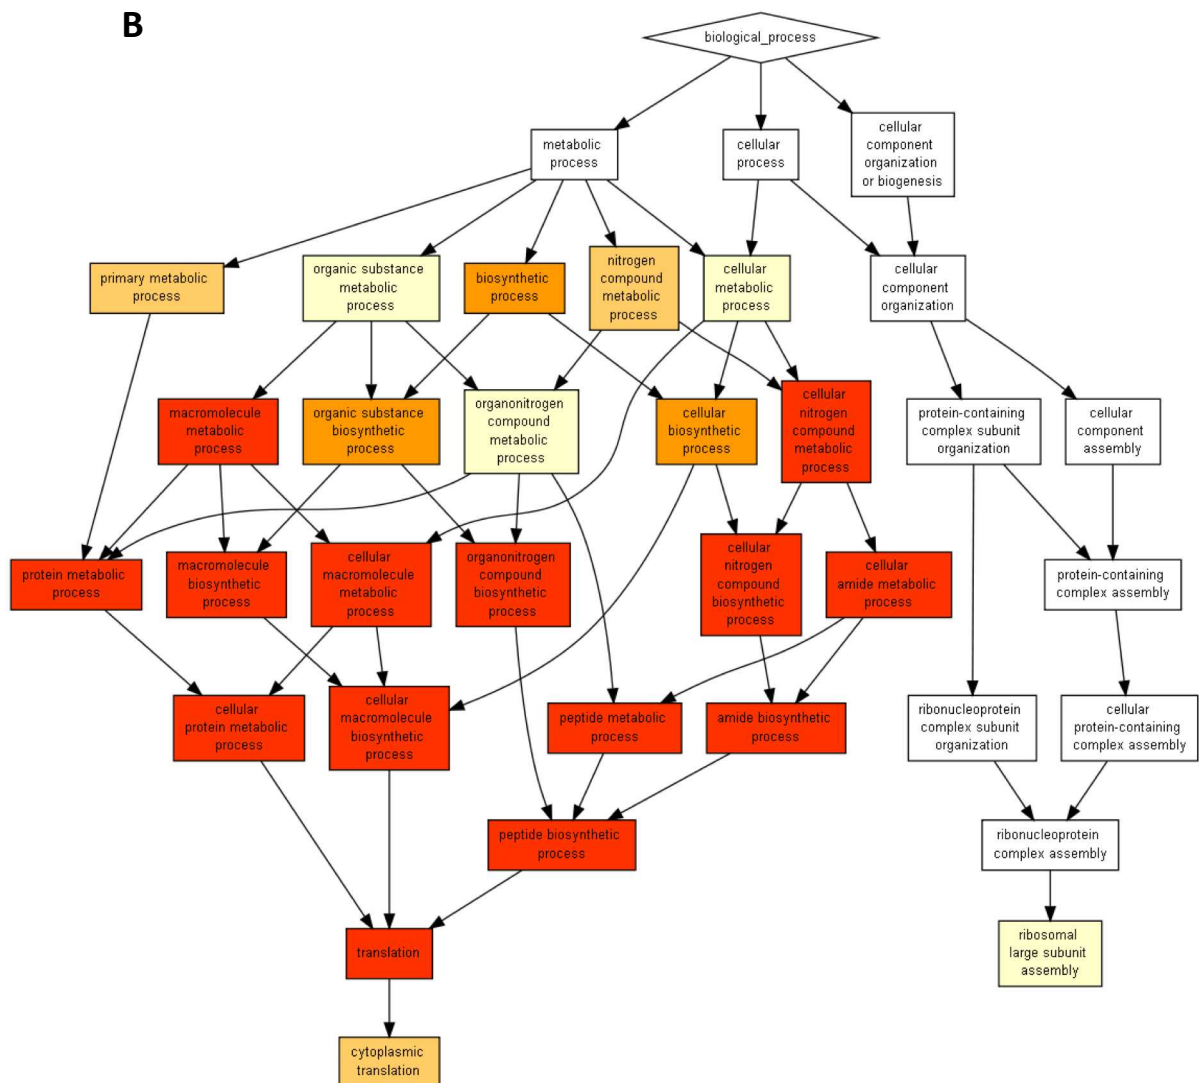 B
biological_process
metabolic
process
cellular
process
cellular
component
organization
or biogenesis
primary metabolic
process
organic substance
metabolic
process
biosynthetic
process
nitrogen
compound
metabolic
process
cellular
metabolic
process
cellular
component
organization
macromolecule
metabolic
process
organic substance
biosynthetic
process
organonitrogen
compound
metabolic
process
cellular
biosynthetic
process
cellular
nitrogen
compound
metabolic
process
protein-containing
complex subunit
organization
cellular
component
assembly
protein metabolic
process
macromolecule
biosynthetic
process
cellular
macromolecule
metabolic
process
organonitrogen
compound
biosynthetic
process
cellular
nitrogen
compound
biosynthetic
process
cellular
amide metabolic
process
protein-containing
complex assembly
cellular
protein metabolic
process
cellular
macromolecule
biosynthetic
process
peptide metabolic
process
amide biosynthetic
process
ribonucleoprotein
complex subunit
organization
cellular
protein-containing
complex assembly
peptide biosynthetic
process
ribonucleoprotein
complex assembly
translation
ribosomal
large subunit
assembly
cytoplasmic
translation